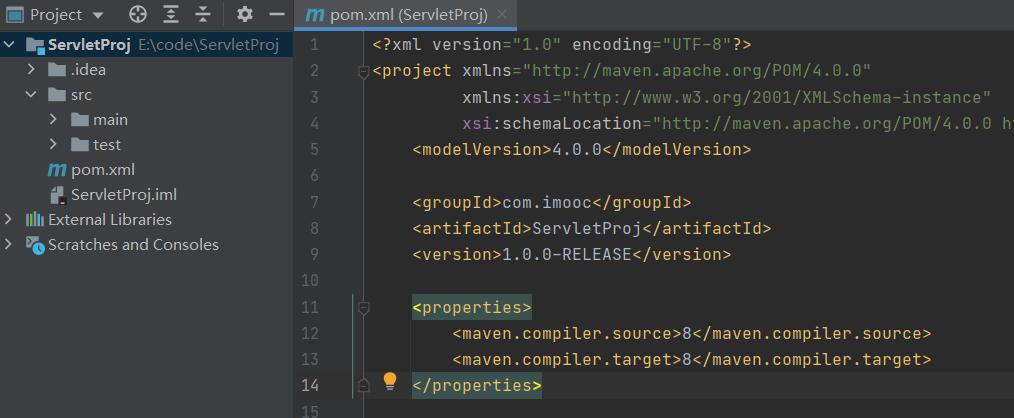 Project
ServletProj E:\code\ServletProj
.idea
src
main
test
pom.xml
ServletProj.iml
External Libraries
Scratches and Consoles
pom.xml (ServletProj)
1 <?xml version="1.0" encoding="UTF-8"?>
2 <project xmlns="http://maven.apache.org/POM/4.0.0"
3 xmlns:xsi="http://www.w3.org/2001/XMLSchema-instance"
4 xsi:schemaLocation="http://maven.apache.org/POM/4.0.0 h
5 <modelVersion>4.0.0</modelVersion>
6
7 <groupId>com.imooc</groupId>
8 <artifactId>ServletProj</artifactId>
9 <version>1.0.0-RELEASE</version>
10
11 <properties>
12 <maven.compiler.source>8</maven.compiler.source>
13 <maven.compiler.target>8</maven.compiler.target>
14 </properties>
15